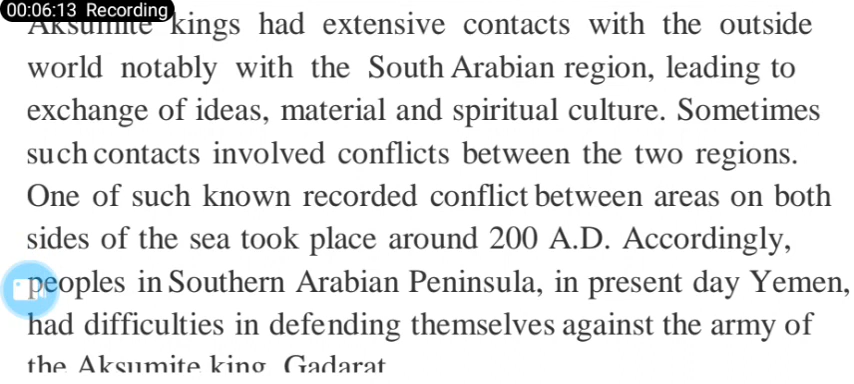 00:06:13 Recording
Aksumite kings had extensive contacts with the outside
world notably with the South Arabian region, leading to
exchange of ideas, material and spiritual culture. Sometimes
such contacts involved conflicts between the two regions.
One of such known recorded conflict between areas on both
sides of the sea took place around 200 A.D. Accordingly,
peoples in Southern Arabian Peninsula, in present day Yemen,
had difficulties in defending themselves against the army of
the Aksumite king, Gadarat